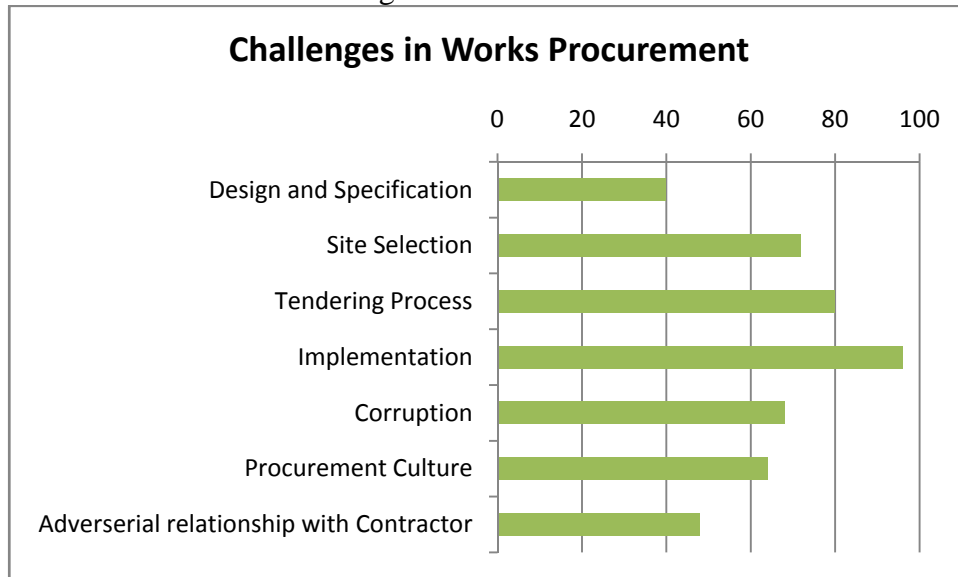 Challenges in Works Procurement
0 20 40 60 80 100
Design and Specification
Site Selection
Tendering Process
Implementation
Corruption
Procurement Culture
Adverserial relationship with Contractor